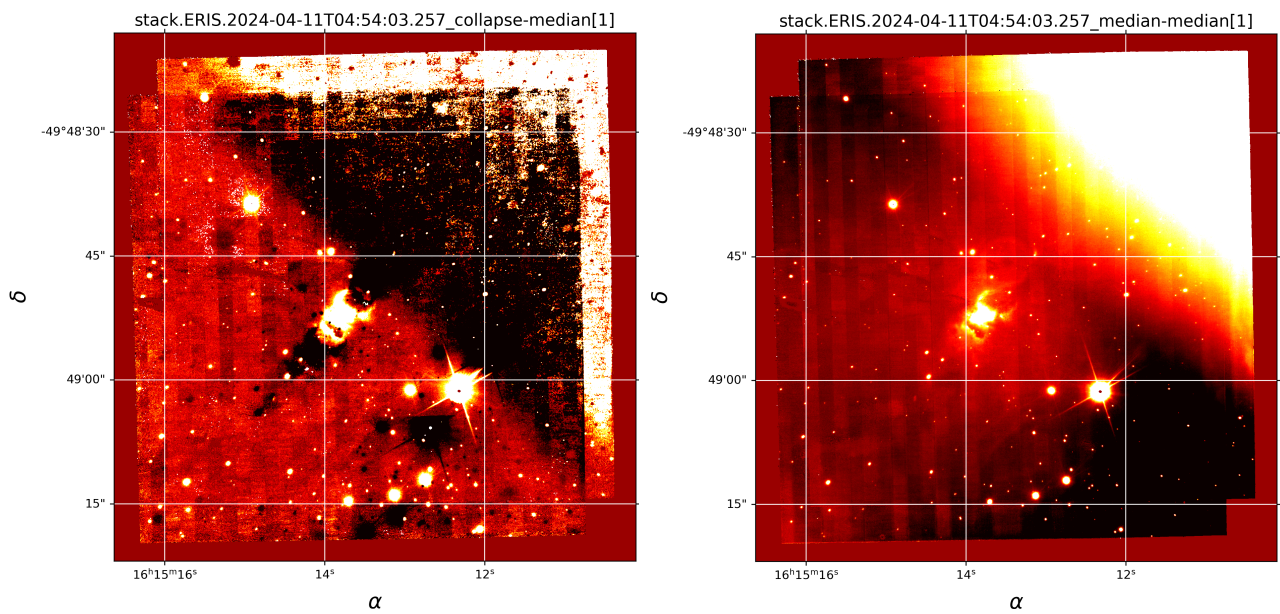 stack.ERIS.2024-04-11T04:54:03.257_collapse-median[1]
-49°48'30"
45"
49'00"
15"
δ
16ʰ15ᵐ16ˢ
14ˢ
12ˢ
α
stack.ERIS.2024-04-11T04:54:03.257_median-median[1]
-49°48'30"
45"
49'00"
15"
δ
16ʰ15ᵐ16ˢ
14ˢ
12ˢ
α